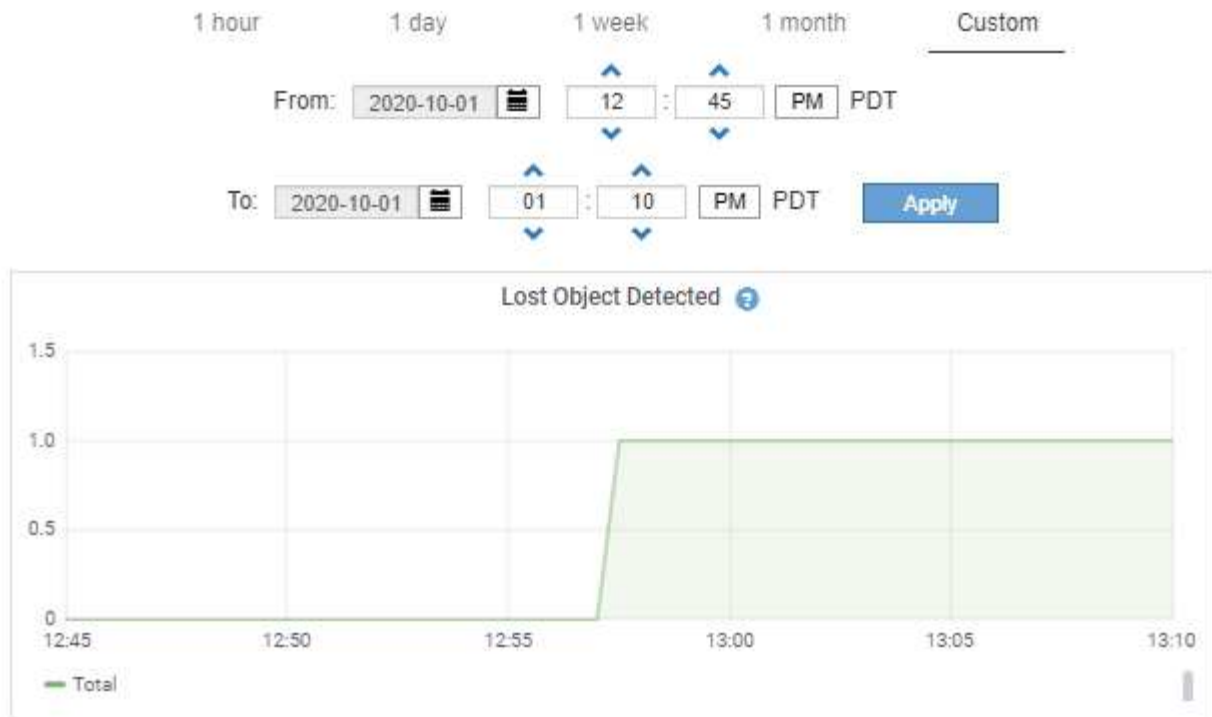 1 hour 1 day 1 week 1 month Custom
From: 2020-10-01 12 : 45 PM PDT
To: 2020-10-01 01 : 10 PM PDT Apply
Lost Object Detected ?
1.5
1.0
0.5
0
12:45 12:50 12:55 13:00 13:05 13:10
Total